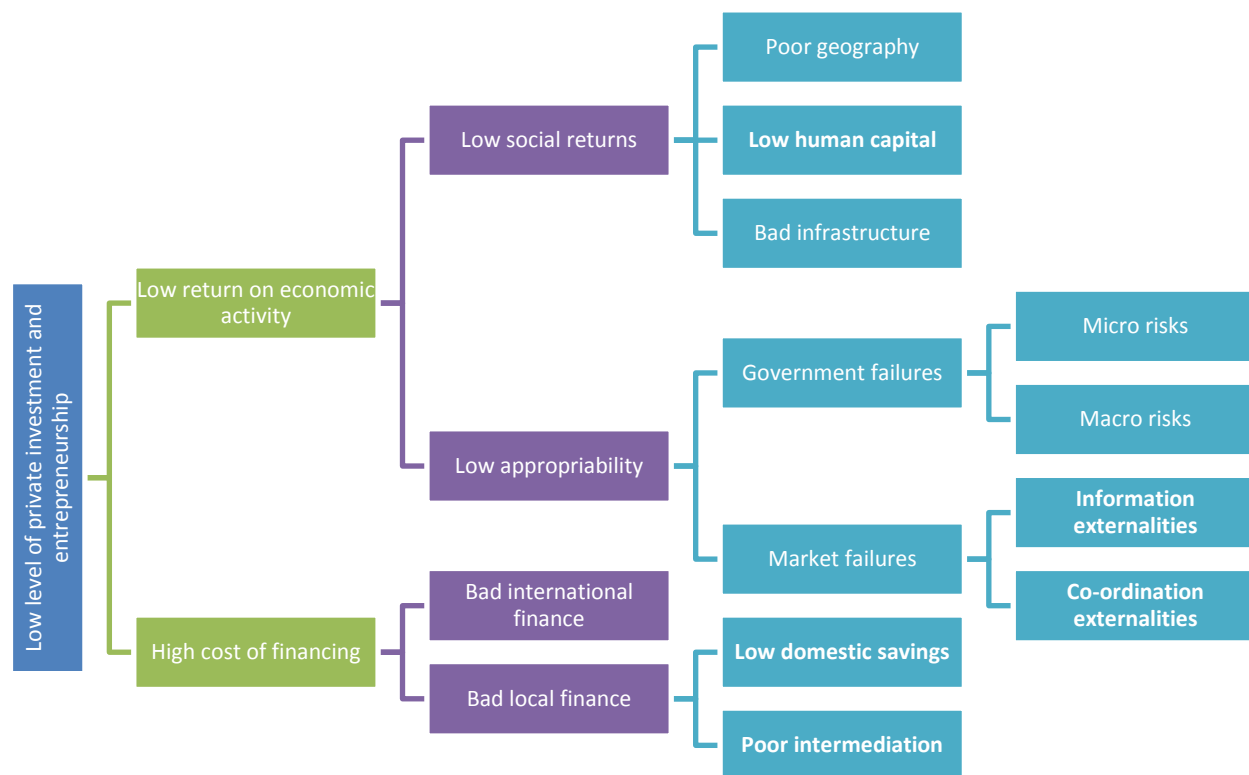 Low level of private investment and
entrepreneurship
Low return on economic
activity
High cost of financing
Low social returns
Low appropriability
Bad international
finance
Bad local finance
Poor geography
Low human capital
Bad infrastructure
Government failures
Market failures
Low domestic savings
Poor intermediation
Micro risks
Macro risks
Information
externalities
Co-ordination
externalities